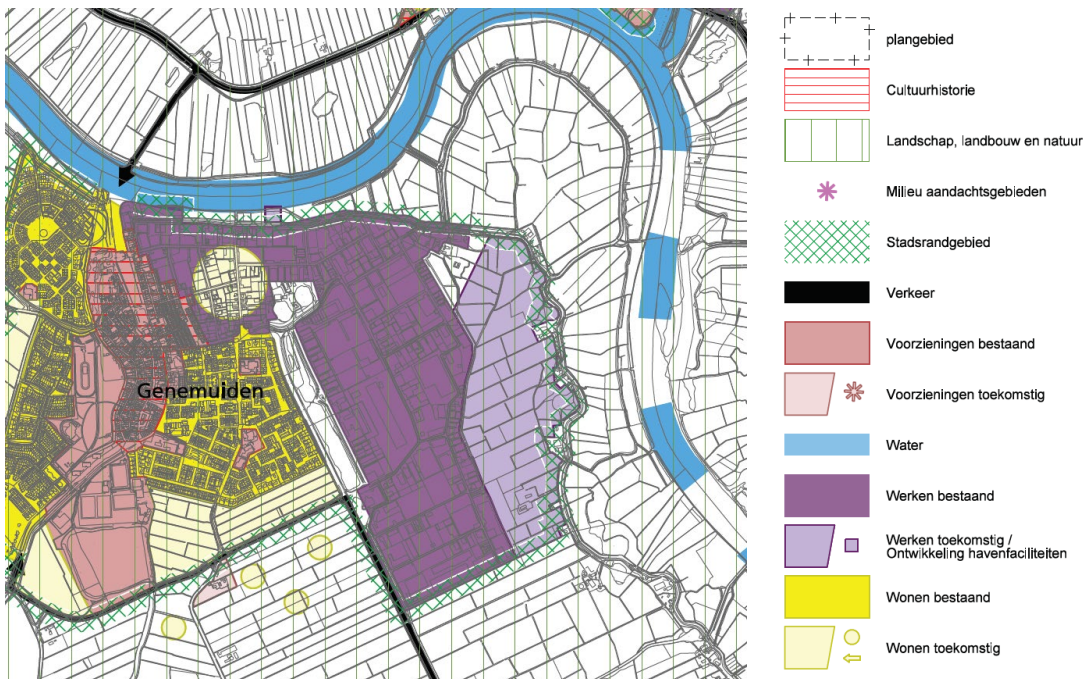 Genemuiden
plangebied
Cultuurhistorie
Landschap, landbouw en natuur
Milieu aandachtsgebieden
Stadsrandgebied
Verkeer
Voorzieningen bestaand
Voorzieningen toekomstig
Water
Werken bestaand
Werken toekomstig /
Ontwikkeling havenfaciliteiten
Wonen bestaand
Wonen toekomstig